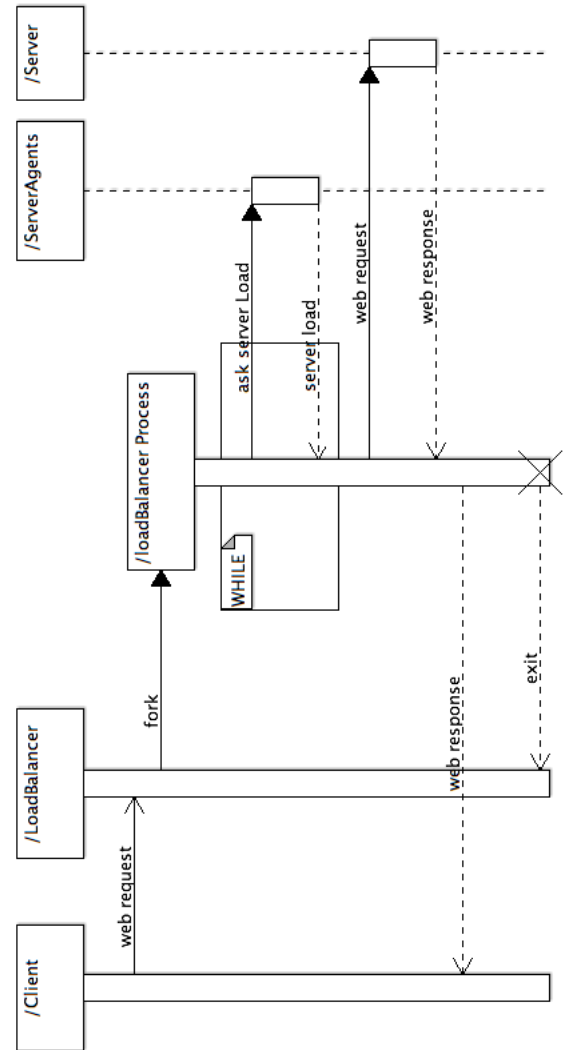 /Client
/LoadBalancer
/loadBalancer Process
/ServerAgents
/Server
web request
fork
WHILE
ask server Load
server load
web request
web response
web response
exit